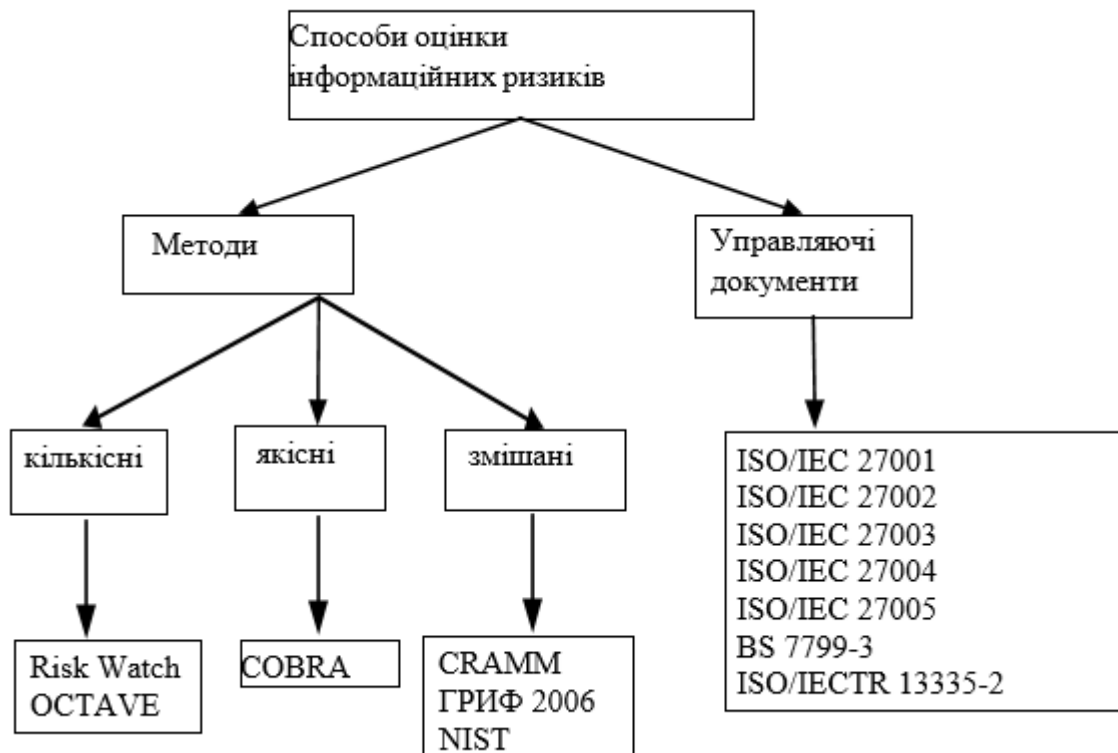 Способи оцінки
інформаційних ризиків
Методи
Управляючі
документи
кількісні
якісні
змішані
ISO/IEC 27001
ISO/IEC 27002
ISO/IEC 27003
ISO/IEC 27004
ISO/IEC 27005
BS 7799-3
ISO/IECTR 13335-2
Risk Watch
OCTAVE
COBRA
CRAMM
ГРИФ 2006
NIST